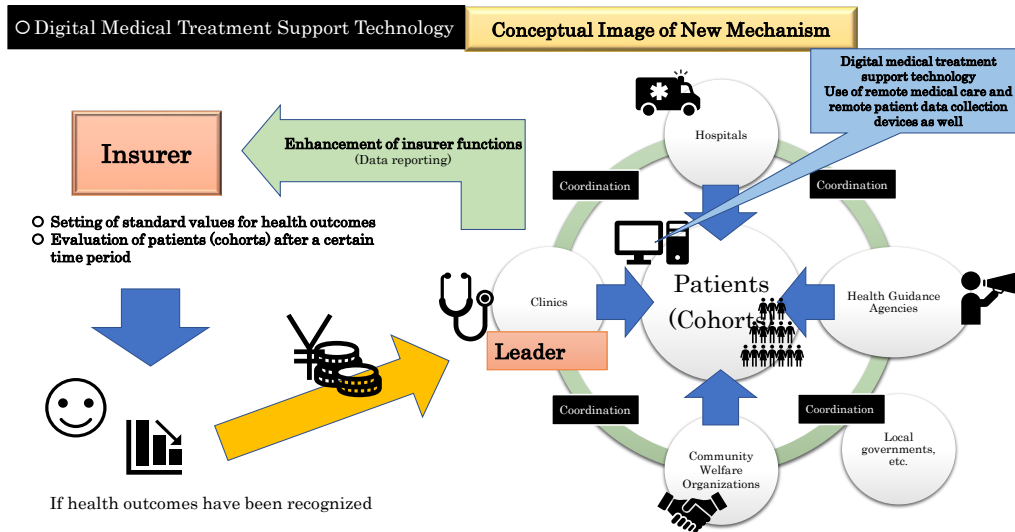 ○ Digital Medical Treatment Support Technology
Conceptual Image of New Mechanism
Digital medical treatment
support technology
Use of remote medical care and
remote patient data collection
devices as well
Hospitals
Insurer
Enhancement of insurer functions
(Data reporting)
Coordination
Coordination
○ Setting of standard values for health outcomes
○ Evaluation of patients (cohorts) after a certain
time period
Clinics
Leader
Patients
(Cohorts)
Health Guidance
Agencies
¥
Coordination
Coordination
Community
Welfare
Organizations
Local
governments,
etc.
If health outcomes have been recognized